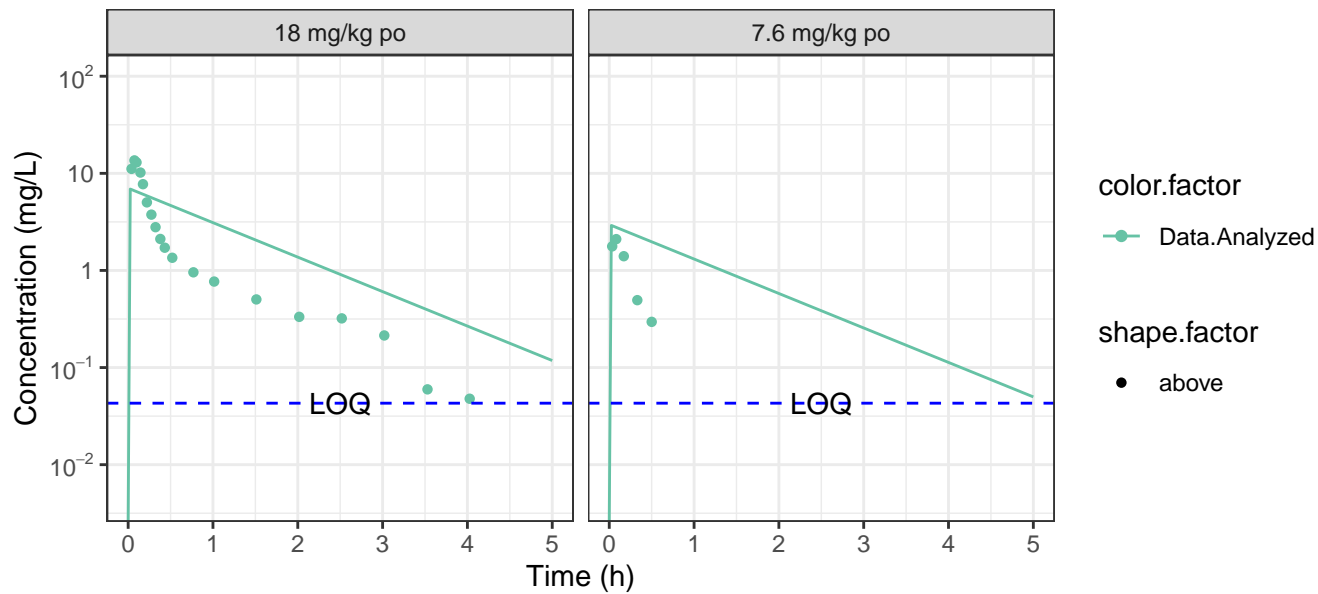 18 mg/kg po
7.6 mg/kg po
Concentration (mg/L)
10²
10
1
10⁻¹
10⁻²
LOQ
LOQ
0 1 2 3 4 5
0 1 2 3 4 5
Time (h)
color.factor
Data.Analyzed
shape.factor
above